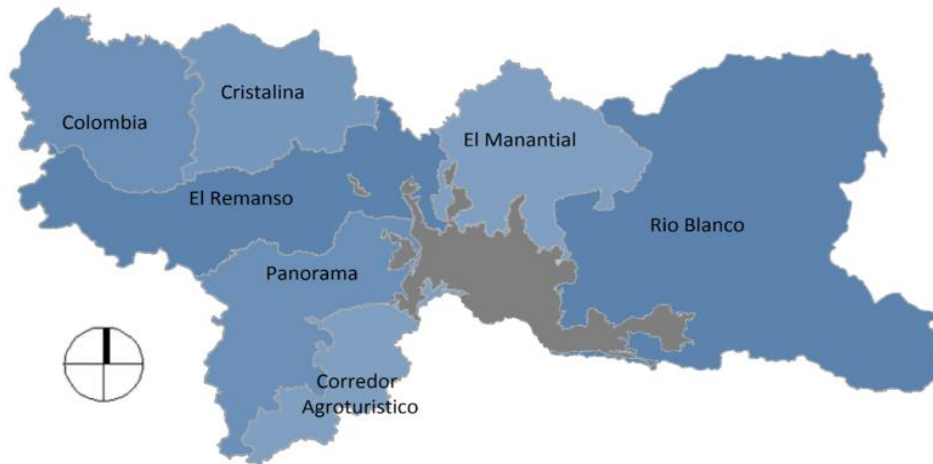 Colombia
Cristalina
El Manantial
El Remanso
Rio Blanco
Panorama
Corredor
Agroturistico